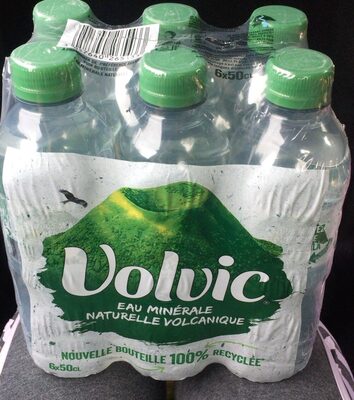 6x50cL
Volvic
EAU MINÉRALE
NATURELLE VOLCANIQUE
NOUVELLE BOUTEILLE 100% RECYCLÉE
6x50cL